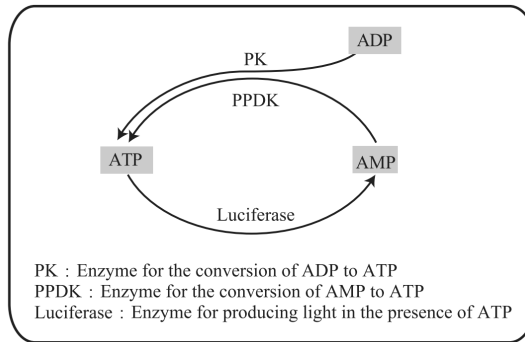 ADP
PK
PPDK
ATP
AMP
Luciferase
PK : Enzyme for the conversion of ADP to ATP
PPDK : Enzyme for the conversion of AMP to ATP
Luciferase : Enzyme for producing light in the presence of ATP